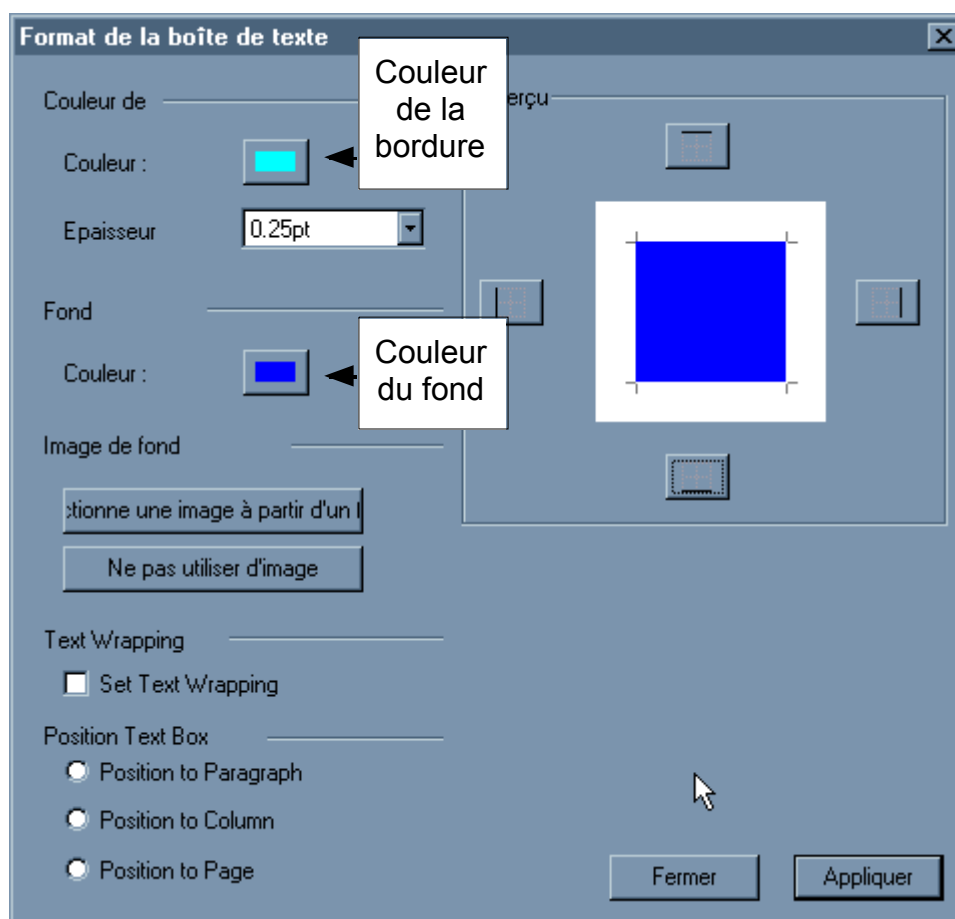 Format de la boîte de texte
Couleur
de la
bordure
Couleur de
erçu
Couleur :
Epaisseur
0.25pt
Fond
Couleur
du fond
Couleur :
Image de fond
ctionne une image à partir d'un f
Ne pas utiliser d'image
Text Wrapping
Set Text Wrapping
Position Text Box
Position to Paragraph
Position to Column
Position to Page
Fermer
Appliquer